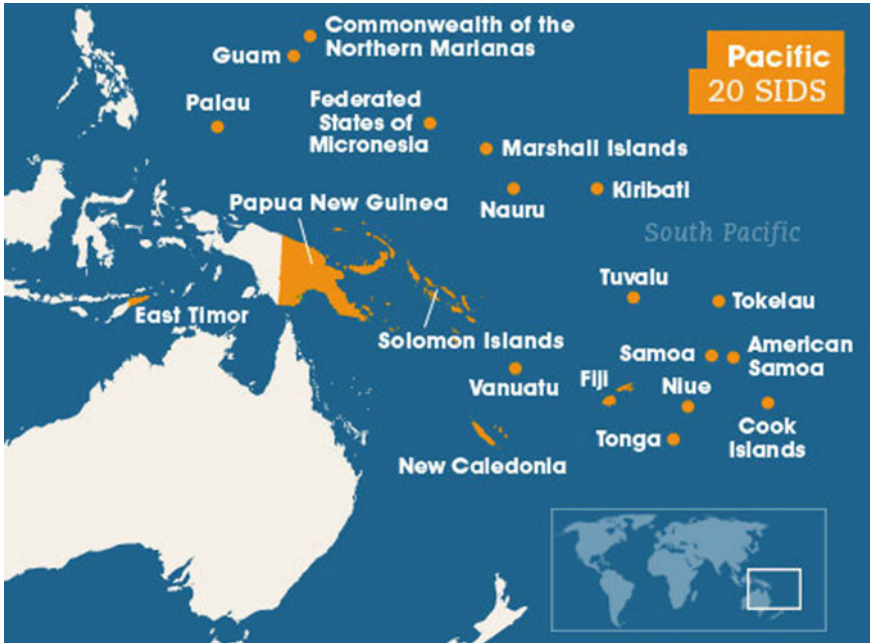 Commonwealth of the
Northern Marianas
Guam
Pacific
20 SIDS
Palau
Federated
States of
Micronesia
Marshall Islands
Papua New Guinea
Nauru
Kiribati
South Pacific
Tuvalu
Tokelau
East Timor
Solomon Islands
Samoa
American
Samoa
Vanuatu
Fiji
Niue
Cook
Islands
Tonga
New Caledonia